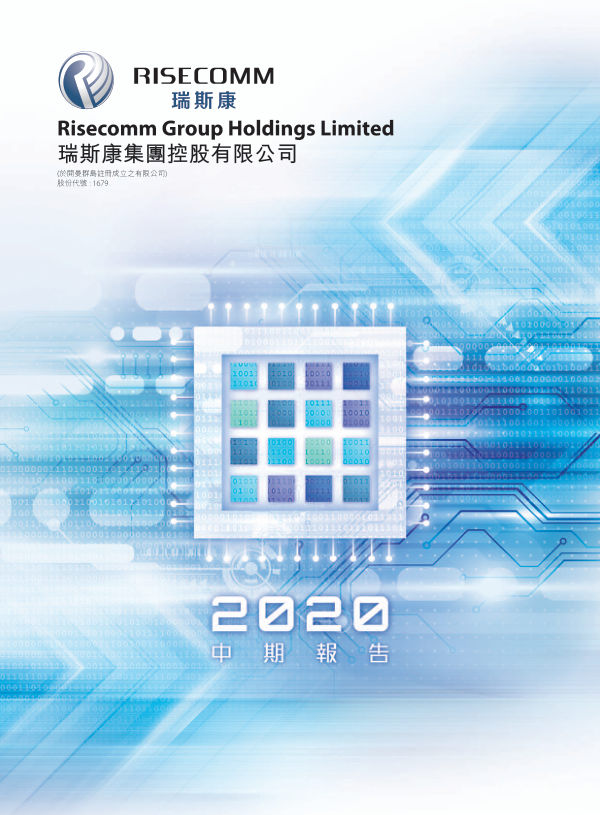 RISECOMM
瑞斯康
Risecomm Group Holdings Limited
瑞斯康集團控股有限公司
(於開曼群島註冊成立之有限公司)
股份代號 : 1679
2020
中期報告